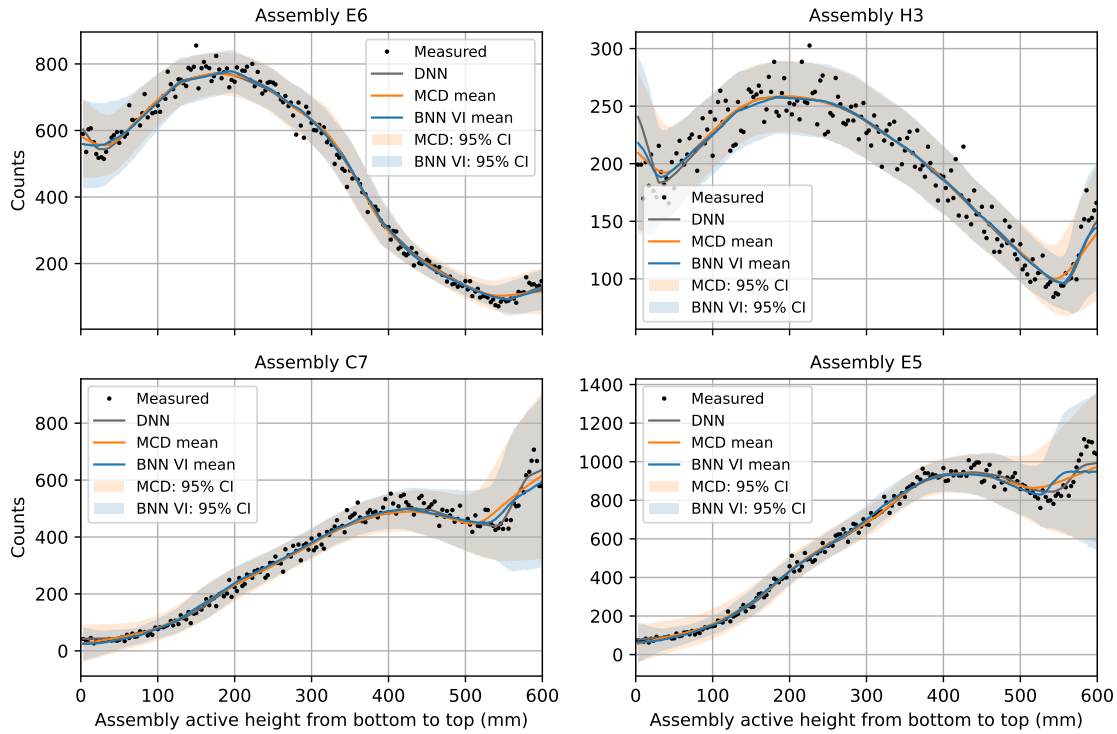 Assembly E6
Counts
800
600
400
200
Measured
DNN
MCD mean
BNN VI mean
MCD: 95% CI
BNN VI: 95% CI
Assembly H3
300
250
200
150
100
Measured
DNN
MCD mean
BNN VI mean
MCD: 95% CI
BNN VI: 95% CI
Assembly C7
Counts
800
600
400
200
0
Measured
DNN
MCD mean
BNN VI mean
MCD: 95% CI
BNN VI: 95% CI
0 100 200 300 400 500 600
Assembly active height from bottom to top (mm)
Assembly E5
1400
1200
1000
800
600
400
200
0
Measured
DNN
MCD mean
BNN VI mean
MCD: 95% CI
BNN VI: 95% CI
0 100 200 300 400 500 600
Assembly active height from bottom to top (mm)